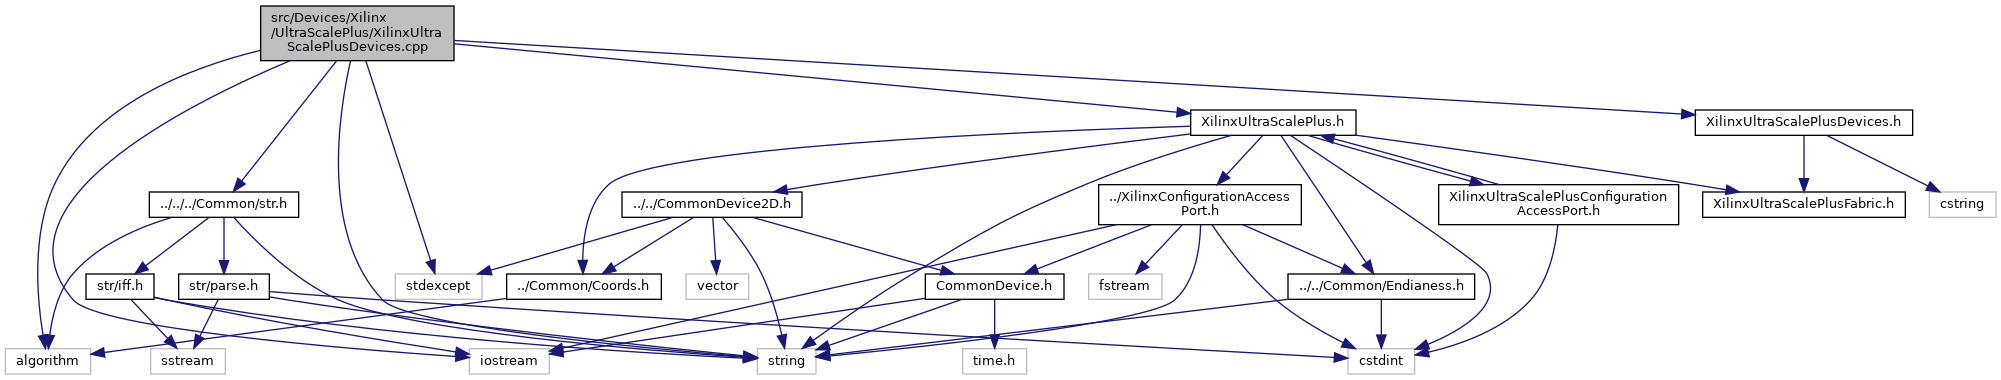 src/Devices/Xilinx
/UltraScalePlus/XilinxUltra
ScalePlusDevices.cpp
XilinxUltraScalePlus.h
XilinxUltraScalePlusDevices.h
../../../Common/str.h
../../CommonDevice2D.h
../XilinxConfigurationAccess
Port.h
XilinxUltraScalePlusConfiguration
AccessPort.h
XilinxUltraScalePlusFabric.h
cstring
str/iff.h
str/parse.h
stdexcept
../Common/Coords.h
vector
CommonDevice.h
fstream
../../Common/Endianess.h
algorithm
sstream
iostream
string
time.h
cstdint